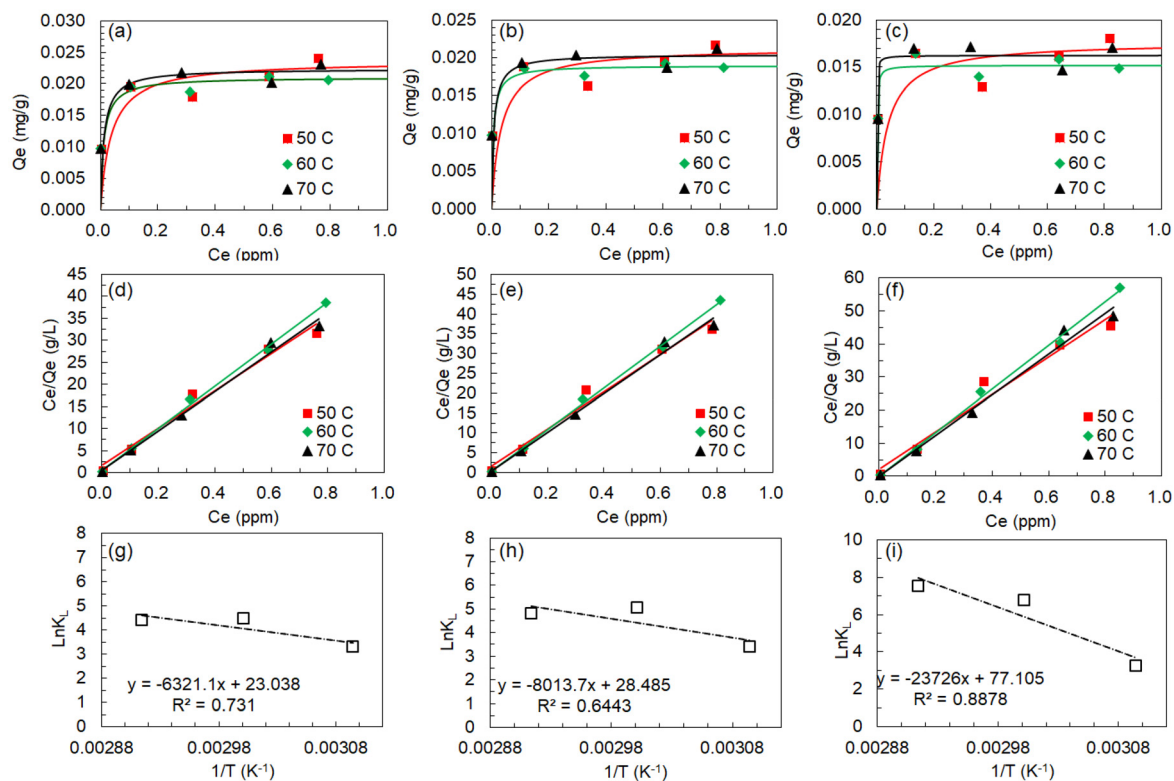 (a)
Qe (mg/g)
0.030
0.025
0.020
0.015
0.010
0.005
0.000
50 C
60 C
70 C
0.0 0.2 0.4 0.6 0.8 1.0
Ce (ppm)
(b)
Qe (mg/g)
0.025
0.020
0.015
0.010
0.005
0.000
50 C
60 C
70 C
0.0 0.2 0.4 0.6 0.8 1.0
Ce (ppm)
(c)
Qe (mg/g)
0.020
0.015
0.010
0.005
0.000
50 C
60 C
70 C
0.0 0.2 0.4 0.6 0.8 1.0
Ce (ppm)
(d)
Ce/Qe (g/L)
45
40
35
30
25
20
15
10
5
0
50 C
60 C
70 C
0.0 0.2 0.4 0.6 0.8 1.0
Ce (ppm)
(e)
Ce/Qe (g/L)
50
45
40
35
30
25
20
15
10
5
0
50 C
60 C
70 C
0.0 0.2 0.4 0.6 0.8 1.0
Ce (ppm)
(f)
Ce/Qe (g/L)
60
50
40
30
20
10
0
50 C
60 C
70 C
0.0 0.2 0.4 0.6 0.8 1.0
Ce (ppm)
(g)
LnKL
8
7
6
5
4
3
2
1
0
y = -6321.1x + 23.038
R² = 0.731
0.00288 0.00298 0.00308
1/T (K⁻¹)
(h)
LnKL
8
7
6
5
4
3
2
1
0
y = -8013.7x + 28.485
R² = 0.6443
0.00288 0.00298 0.00308
1/T (K⁻¹)
(i)
LnKL
10
8
6
4
2
0
y = -23726x + 77.105
R² = 0.8878
0.00288 0.00298 0.00308
1/T (K⁻¹)